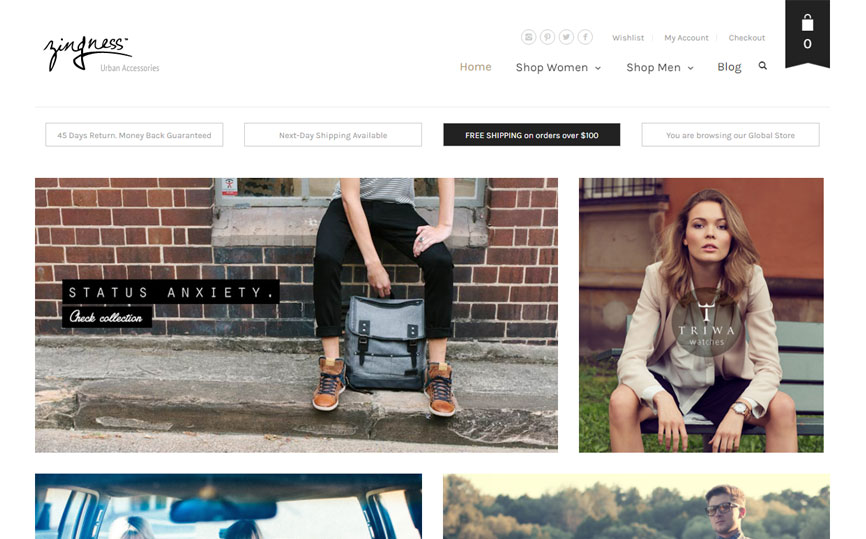 zingness™
Urban Accessories
Wishlist
My Account
Checkout
0
Home
Shop Women
Shop Men
Blog
45 Days Return. Money Back Guaranteed
Next-Day Shipping Available
FREE SHIPPING on orders over $100
You are browsing our Global Store
STATUS ANXIETY.
Check collection
TRIWA
watches